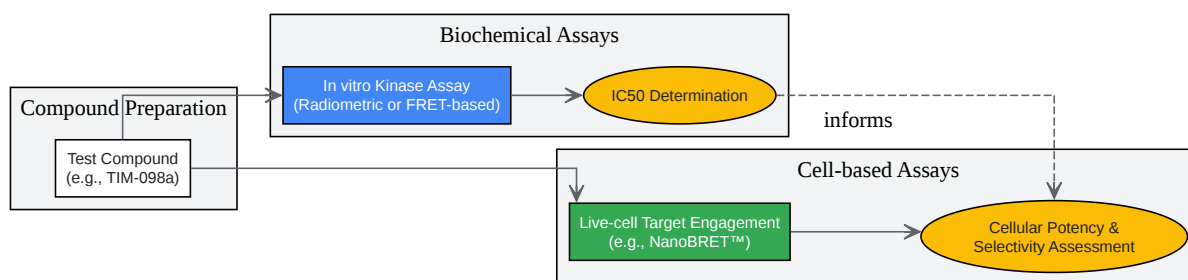 Biochemical Assays
In vitro Kinase Assay
(Radiometric or FRET-based)
IC50 Determination
informs
Compound Preparation
Test Compound
(e.g., TIM-098a)
Cell-based Assays
Live-cell Target Engagement
(e.g., NanoBRET™)
Cellular Potency &
Selectivity Assessment